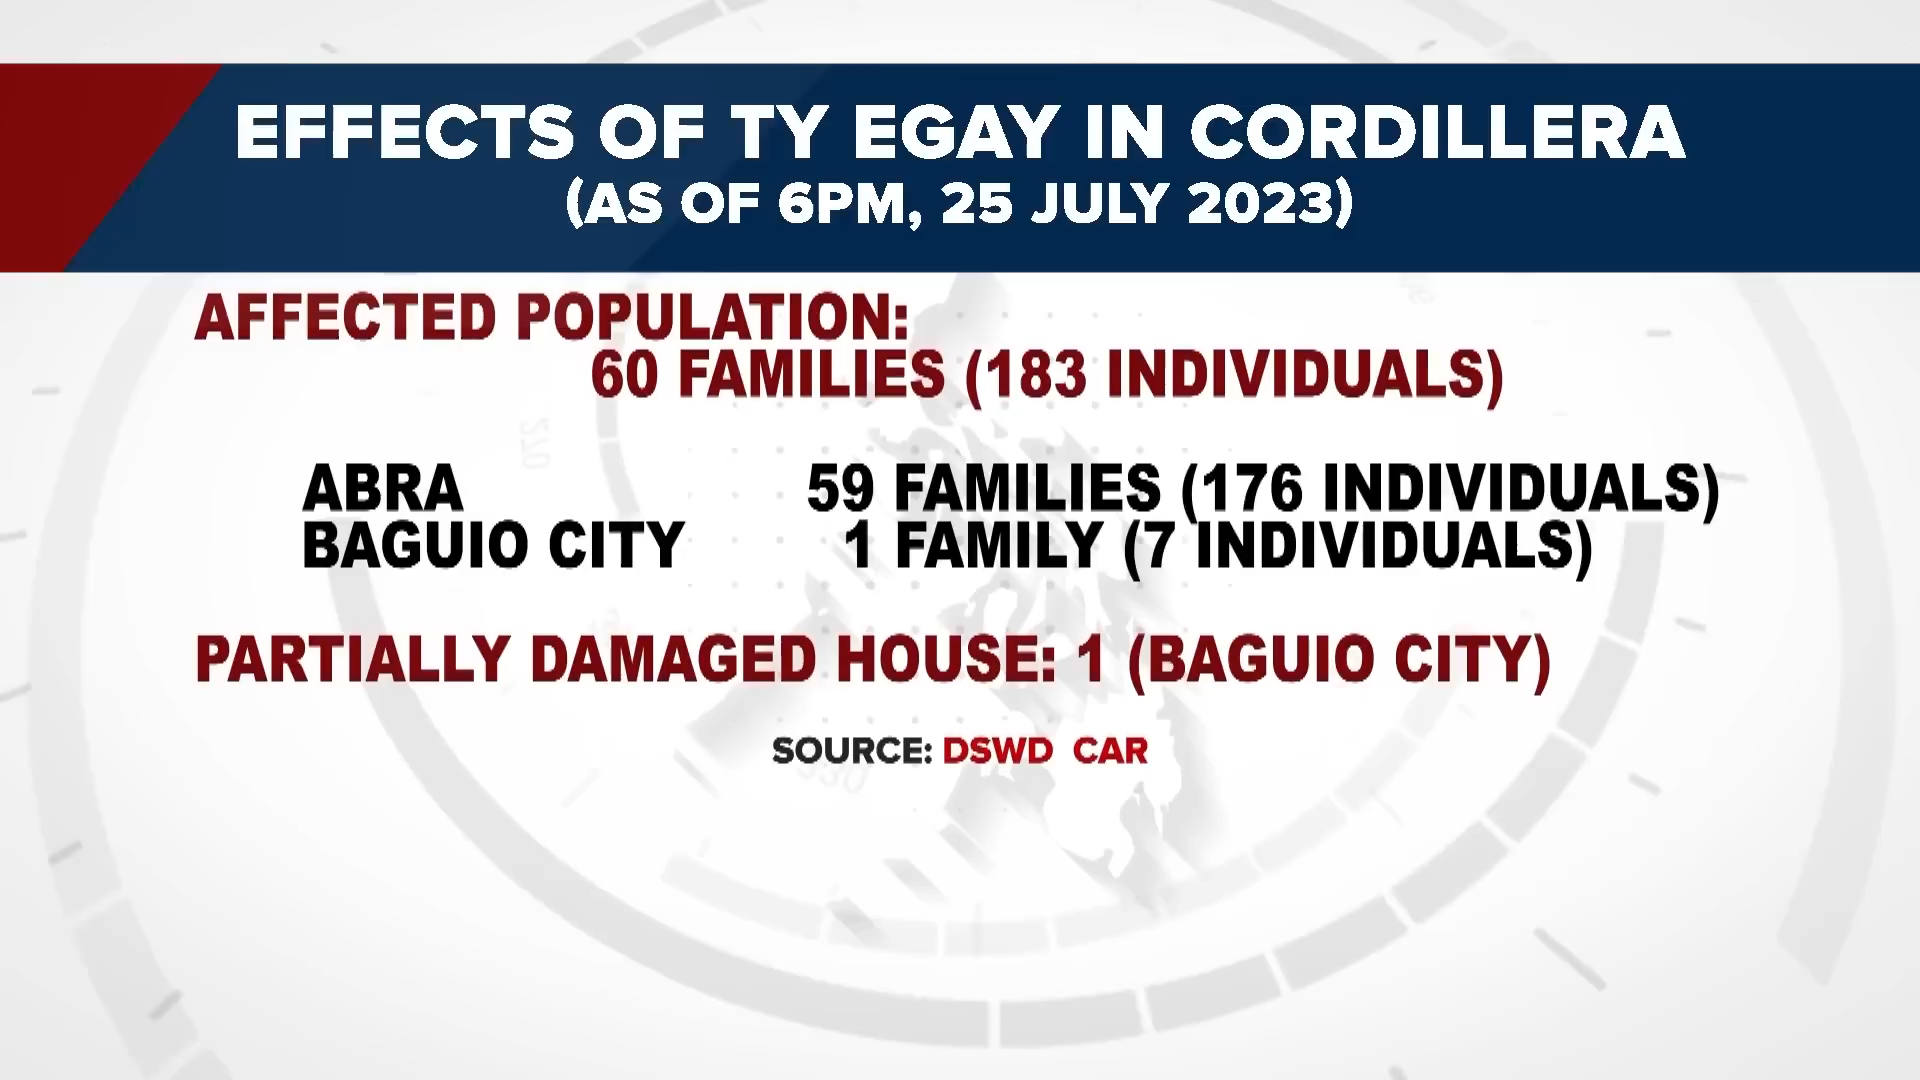 EFFECTS OF TY EGAY IN CORDILLERA
(AS OF 6PM, 25 JULY 2023)
AFFECTED POPULATION:
60 FAMILIES (183 INDIVIDUALS)
ABRA 59 FAMILIES (176 INDIVIDUALS)
BAGUIO CITY 1 FAMILY (7 INDIVIDUALS)
PARTIALLY DAMAGED HOUSE: 1 (BAGUIO CITY)
SOURCE: DSWD CAR